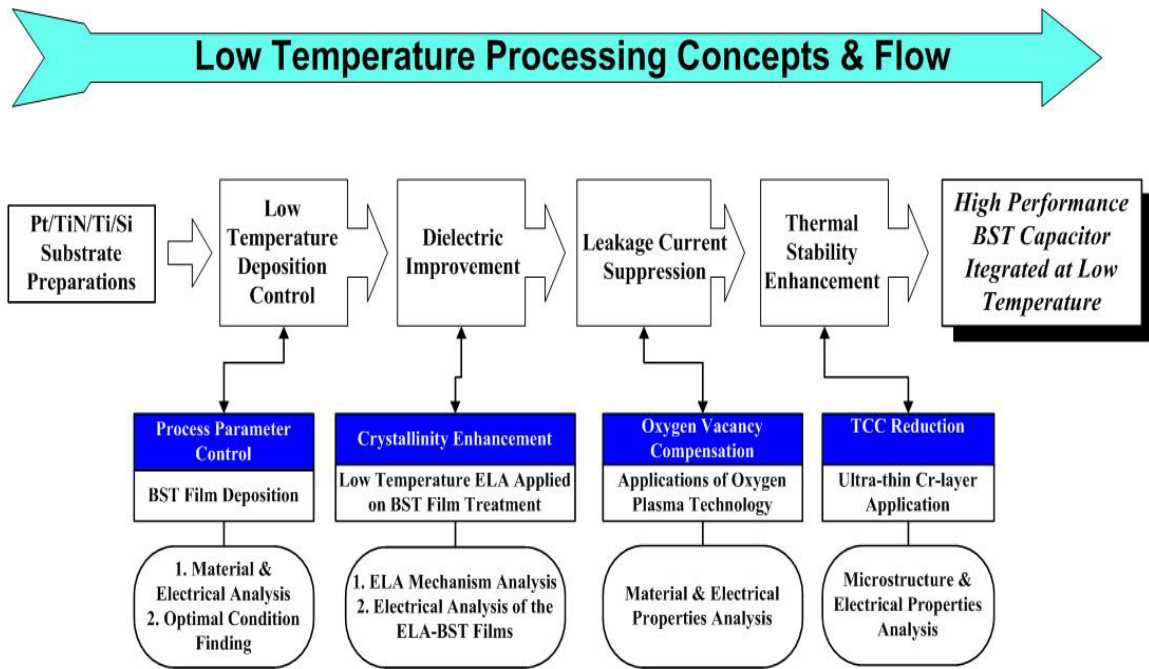 Low Temperature Processing Concepts & Flow
Pt/TiN/Ti/Si
Substrate
Preparations
Low
Temperature
Deposition
Control
Dielectric
Improvement
Leakage Current
Suppression
Thermal
Stability
Enhancement
High Performance
BST Capacitor
Itegrated at Low
Temperature
Process Parameter
Control
BST Film Deposition
1. Material &
Electrical Analysis
2. Optimal Condition
Finding
Crystallinity Enhancement
Low Temperature ELA Applied
on BST Film Treatment
1. ELA Mechanism Analysis
2. Electrical Analysis of the
ELA-BST Films
Oxygen Vacancy
Compensation
Applications of Oxygen
Plasma Technology
Material & Electrical
Properties Analysis
TCC Reduction
Ultra-thin Cr-layer
Application
Microstructure &
Electrical Properties
Analysis